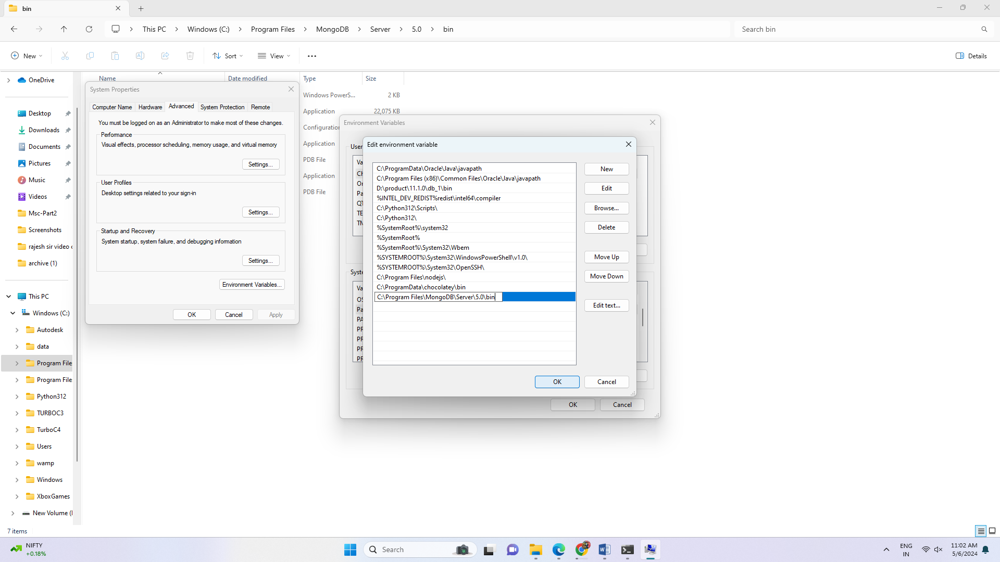 bin
This PC > Windows (C:) > Program Files > MongoDB > Server > 5.0 > bin
Search bin
New
Sort
View
Details
Name
Date modified
Type
Size
OneDrive
Desktop
Downloads
Documents
Pictures
Music
Videos
Msc-Part2
Screenshots
rajesh sir video c
archive (1)
This PC
Windows (C:)
Autodesk
data
Program File
Program File
Python312
TURBOC3
TurboC4
Users
wamp
Windows
XboxGames
New Volume (
7 items
Windows PowerS... 2 KB
Application 22,075 KB
Configuration
Application
PDB File
Application
PDB File
System Properties
Computer Name Hardware Advanced System Protection Remote
You must be logged on as an Administrator to make most of these changes.
Performance
Visual effects, processor scheduling, memory usage, and virtual memory
Settings...
User Profiles
Desktop settings related to your sign-in
Settings...
Startup and Recovery
System startup, system failure, and debugging information
Settings...
Environment Variables...
OK Cancel Apply
Environment Variables
User
Va
Ch
On
Pa
QT
TE
TN
Syste
Va
OS
Pa
PA
PR
PR
PR
PR
OK Cancel
Edit environment variable
C:\ProgramData\Oracle\Java\javapath
C:\Program Files (x86)\Common Files\Oracle\Java\javapath
D:\product\11.1.0\db_1\bin
%INTEL_DEV_REDIST%redist\intel64\compiler
C:\Python312\Scripts\
C:\Python312\
%SystemRoot%\system32
%SystemRoot%
%SystemRoot%\System32\Wbem
%SYSTEMROOT%\System32\WindowsPowerShell\v1.0\
%SYSTEMROOT%\System32\OpenSSH\
C:\Program Files\nodejs\
C:\ProgramData\chocolatey\bin
C:\Program Files\MongoDB\Server\5.0\bin
New
Edit
Browse...
Delete
Move Up
Move Down
Edit text...
OK Cancel
NIFTY
+0.18%
Search
ENG
IN
11:02 AM
5/6/2024